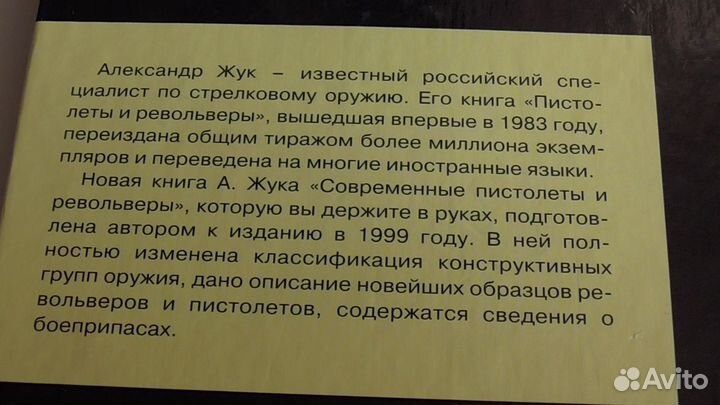 Александр Жук – известный российский спе-
циалист по стрелковому оружию. Его книга «Писто-
леты и револьверы», вышедшая впервые в 1983 году,
переиздана общим тиражом более миллиона экзем-
пляров и переведена на многие иностранные языки.
Новая книга А. Жука «Современные пистолеты и
револьверы», которую вы держите в руках, подготов-
лена автором к изданию в 1999 году. В ней пол-
ностью изменена классификация конструктивных
групп оружия, дано описание новейших образцов ре-
вольверов и пистолетов, содержатся сведения о
боеприпасах.
Avito